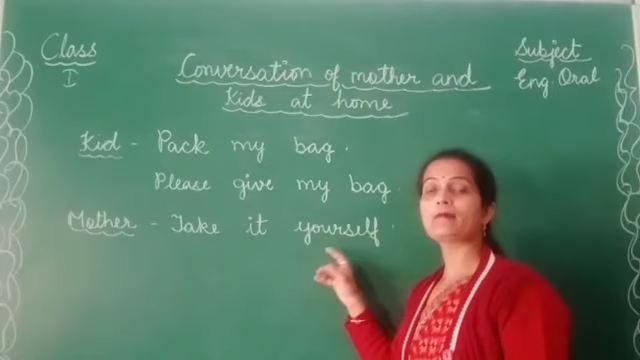 Class
I
Subject
Eng. Oral
Conversation of mother and
Kids at home
Kid - Pack my bag.
Please give my bag.
Mother - Take it yourself.